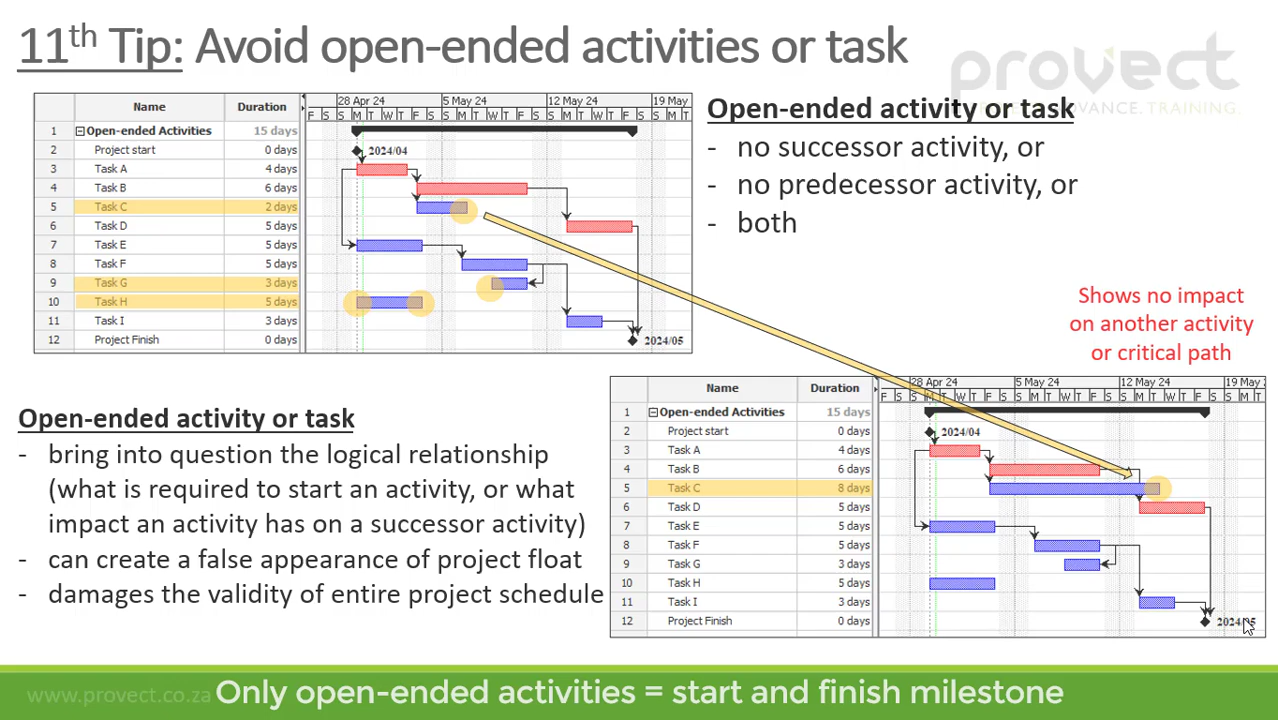 11th Tip: Avoid open-ended activities or task
provect
ADVANCE. TRAINING.
Name Duration 28 Apr 24 5 May 24 12 May 24 19 May
F S S M T W T F S S M T W T F S S M T W T F S S M T
1 Open-ended Activities 15 days
2 Project start 0 days 2024/04
3 Task A 4 days
4 Task B 6 days
5 Task C 2 days
6 Task D 5 days
7 Task E 5 days
8 Task F 5 days
9 Task G 3 days
10 Task H 5 days
11 Task I 3 days
12 Project Finish 0 days 2024/05
Open-ended activity or task
- no successor activity, or
- no predecessor activity, or
- both
Shows no impact
on another activity
or critical path
Open-ended activity or task
- bring into question the logical relationship
(what is required to start an activity, or what
impact an activity has on a successor activity)
- can create a false appearance of project float
- damages the validity of entire project schedule
Name Duration 28 Apr 24 5 May 24 12 May 24 19 May
F S S M T W T F S S M T W T F S S M T W T F S S M T
1 Open-ended Activities 15 days
2 Project start 0 days 2024/04
3 Task A 4 days
4 Task B 6 days
5 Task C 8 days
6 Task D 5 days
7 Task E 5 days
8 Task F 5 days
9 Task G 3 days
10 Task H 5 days
11 Task I 3 days
12 Project Finish 0 days 2024/05
www.provect.co.za
Only open-ended activities = start and finish milestone